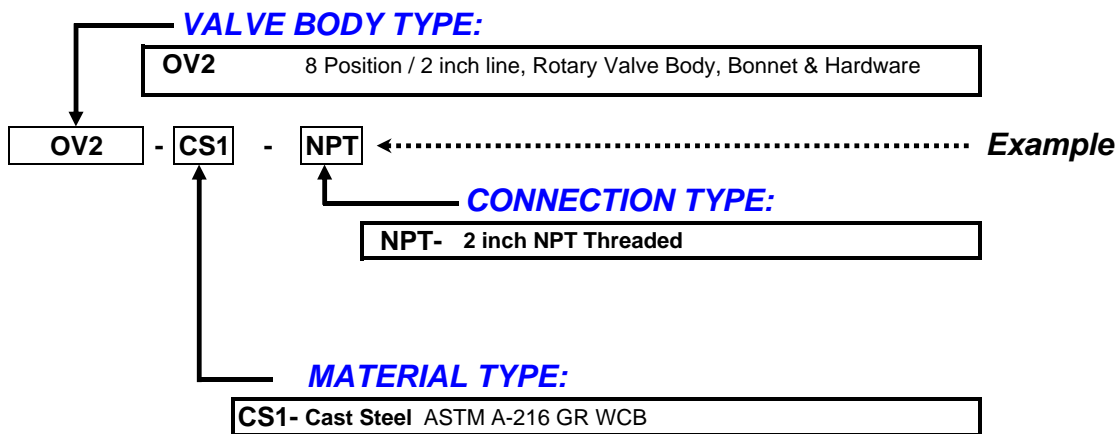 VALVE BODY TYPE:
OV2 8 Position / 2 inch line, Rotary Valve Body, Bonnet & Hardware
OV2 - CS1 - NPT Example
CONNECTION TYPE:
NPT- 2 inch NPT Threaded
MATERIAL TYPE:
CS1- Cast Steel ASTM A-216 GR WCB